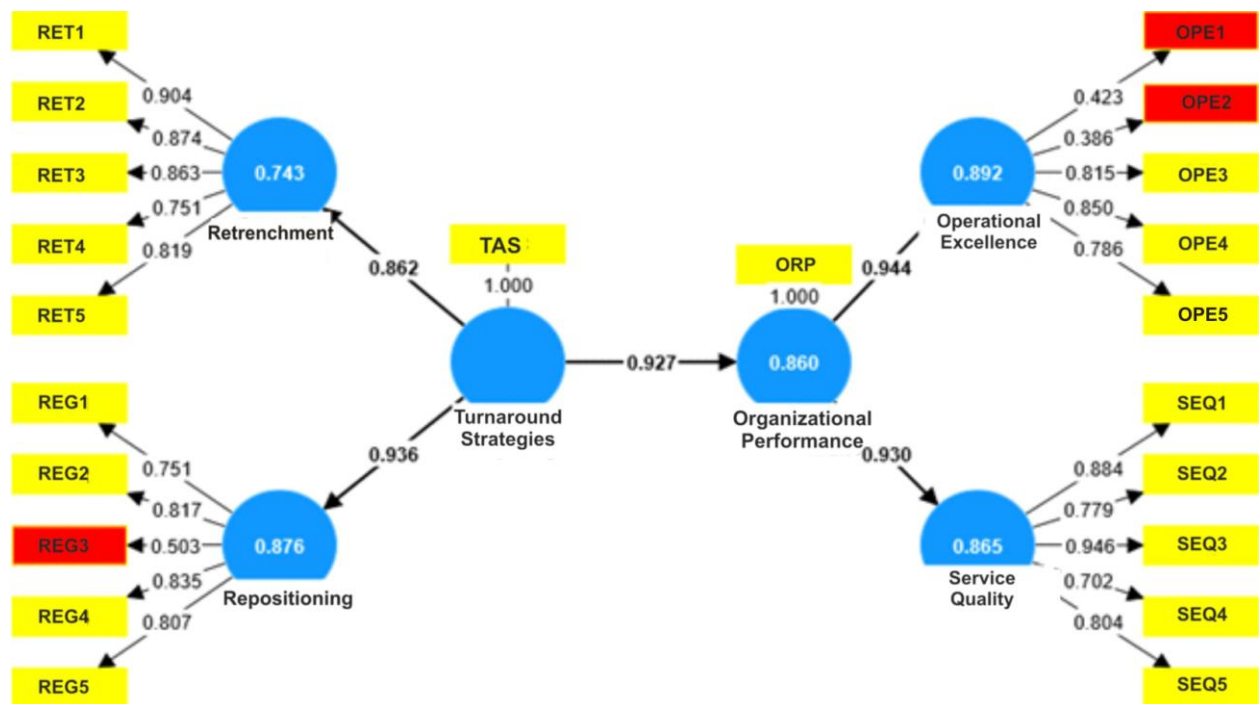 RET1
0.904
RET2
0.874
RET3
0.863
RET4
0.751
RET5
0.819
0.743
Retrenchment
0.862
TAS
1.000
Turnaround
Strategies
0.936
REG1
0.751
REG2
0.817
REG3
0.503
REG4
0.835
REG5
0.807
0.876
Repositioning
0.927
ORP
1.000
0.860
Organizational
Performance
0.944
0.892
Operational
Excellence
OPE1
0.423
OPE2
0.386
OPE3
0.815
OPE4
0.850
OPE5
0.786
0.930
0.865
Service
Quality
SEQ1
0.884
SEQ2
0.779
SEQ3
0.946
SEQ4
0.702
SEQ5
0.804